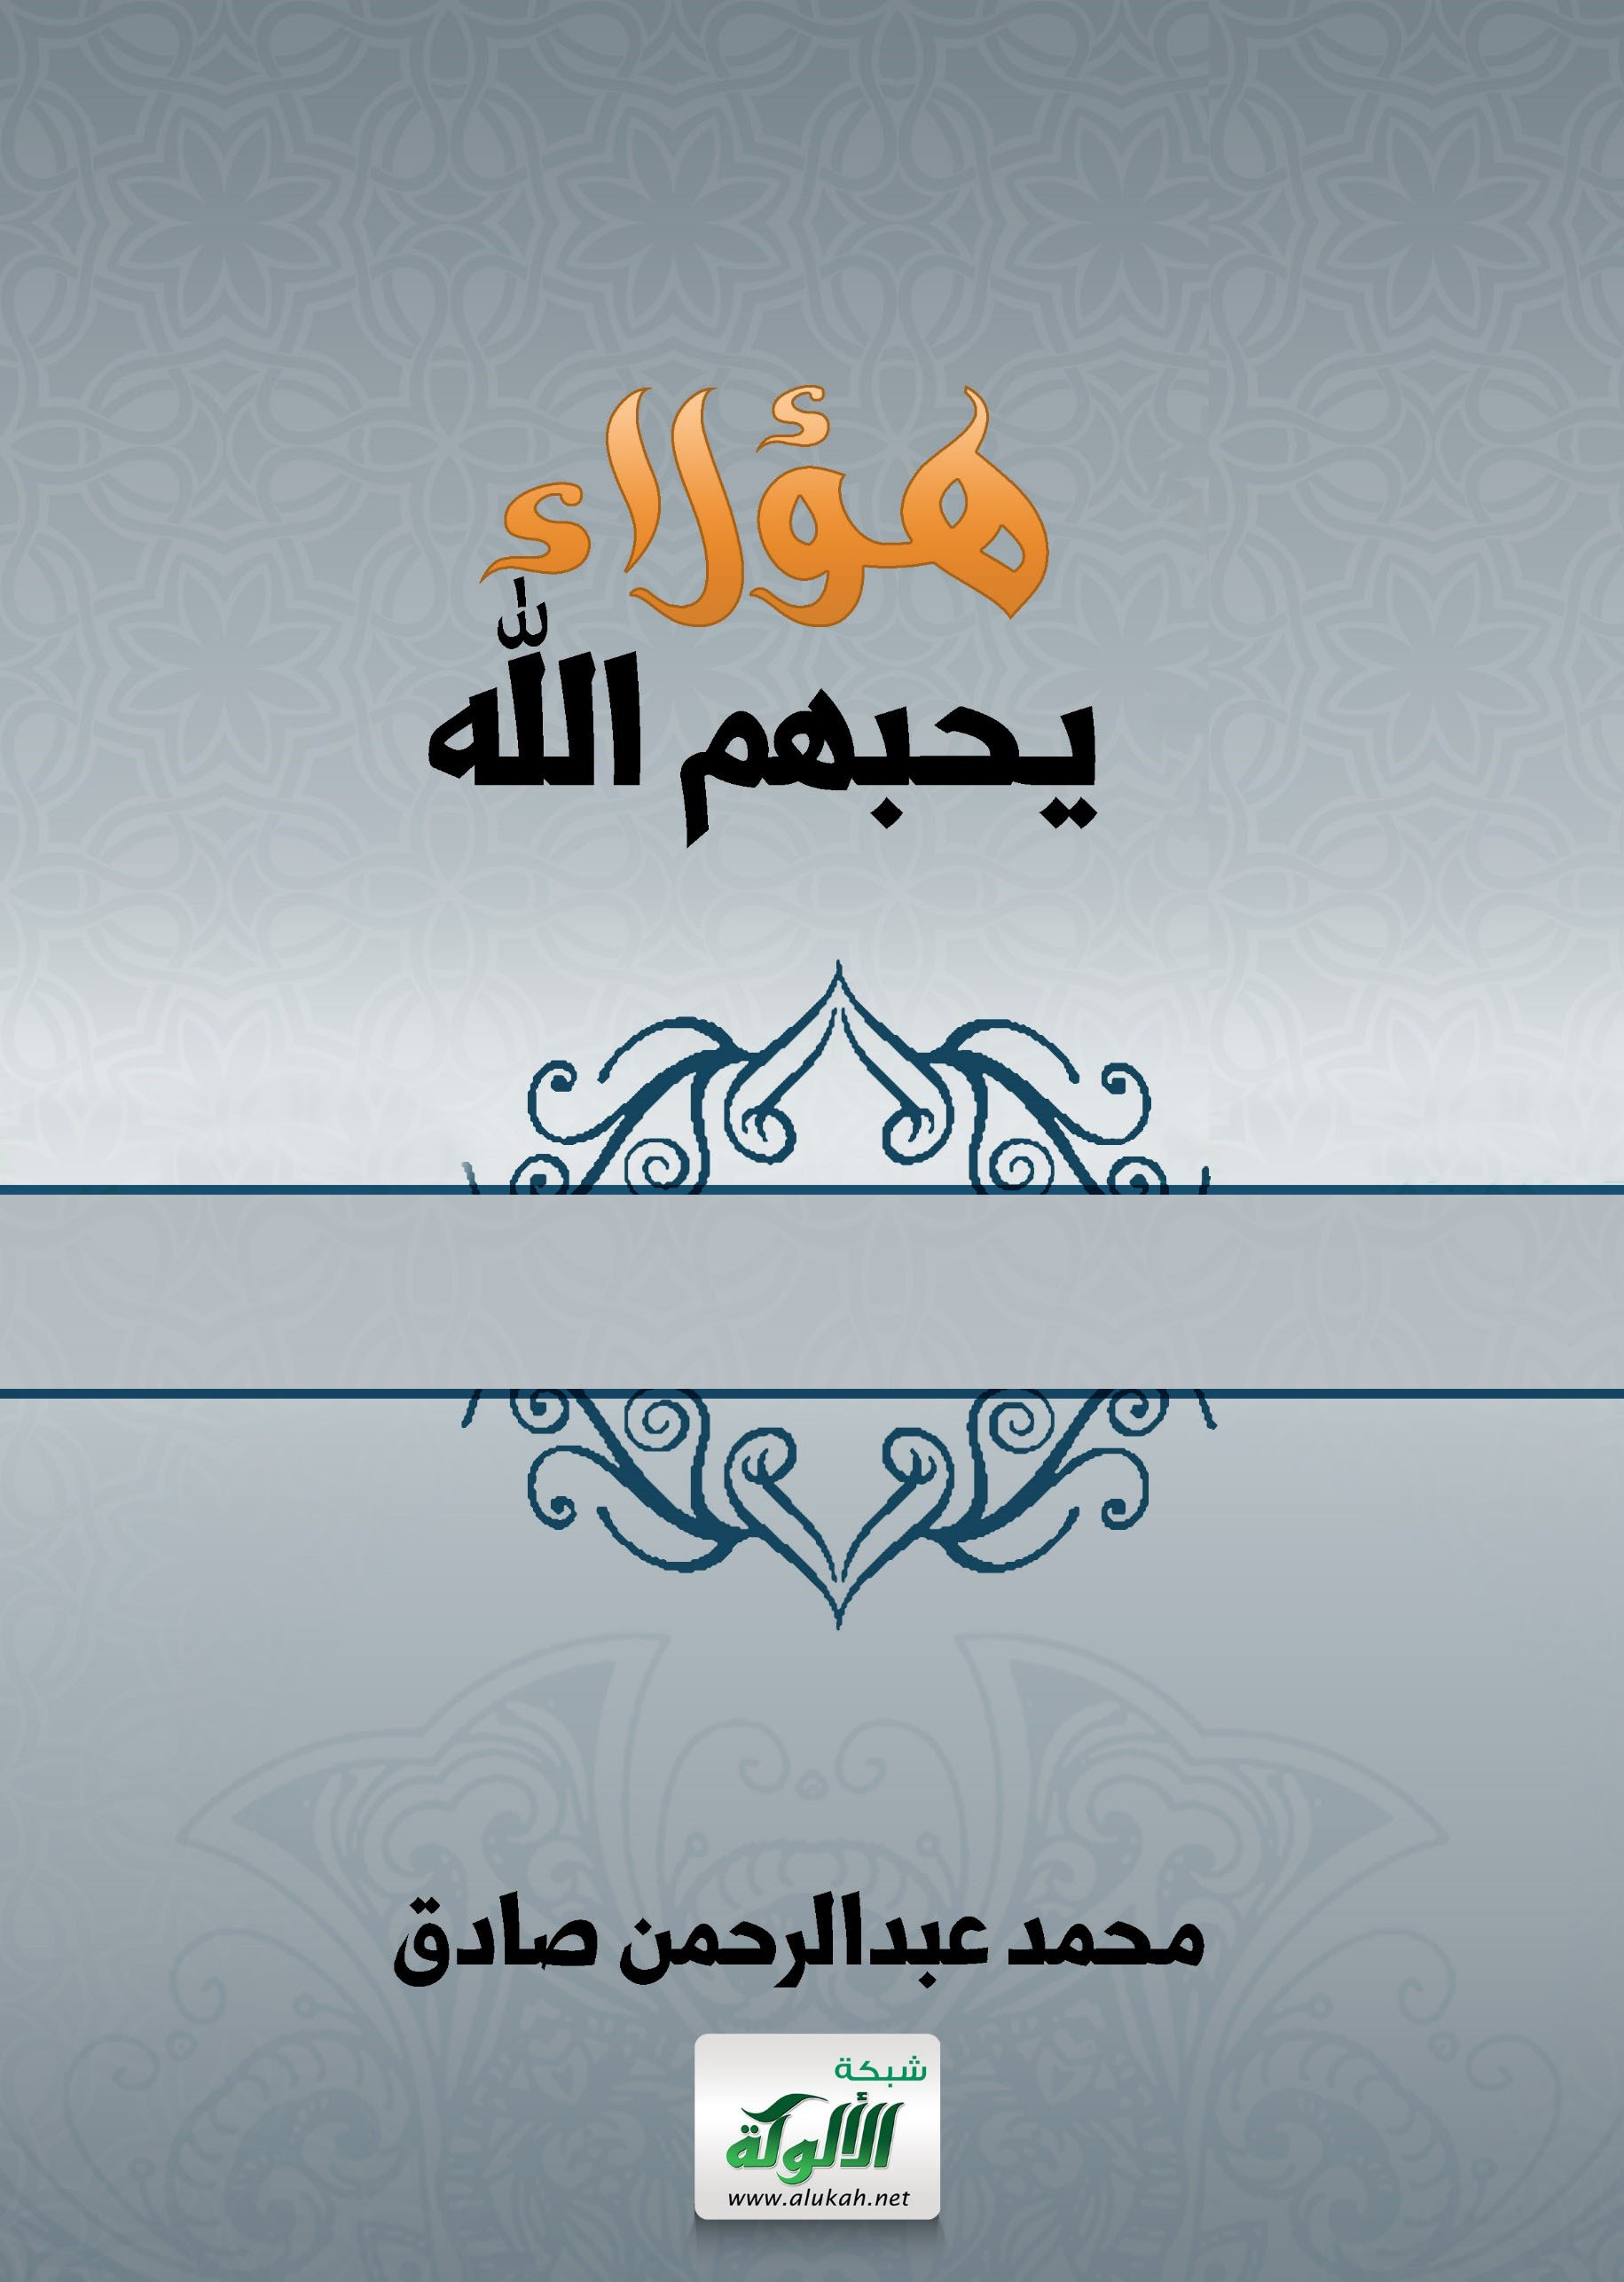 هؤلاء
يحبهم الله
محمد عبدالرحمن صادق
شبكة
الألوكة
www.alukah.net